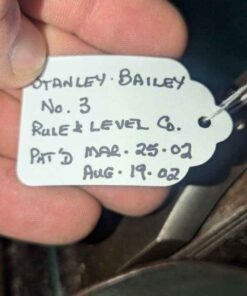 STANLEY·BAILEY
No. 3
RULE & LEVEL Co.
PAT'D MAR·25·02
AUG·19·02